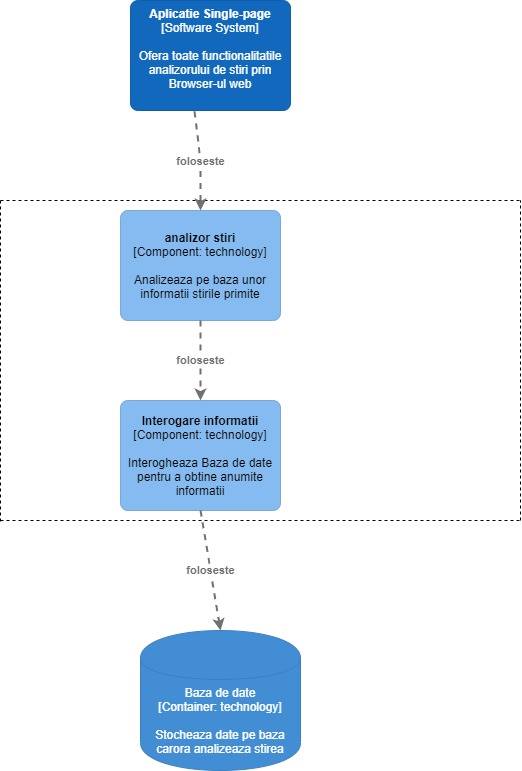 Aplicatie Single-page
[Software System]
Ofera toate functionalitatile
analizorului de stiri prin
Browser-ul web
foloseste
analizor stiri
[Component: technology]
Analizeaza pe baza unor
informatii stirile primite
foloseste
Interogare informatii
[Component: technology]
Interogheaza Baza de date
pentru a obtine anumite
informatii
foloseste
Baza de date
[Container: technology]
Stocheaza date pe baza
carora analizeaza stirea